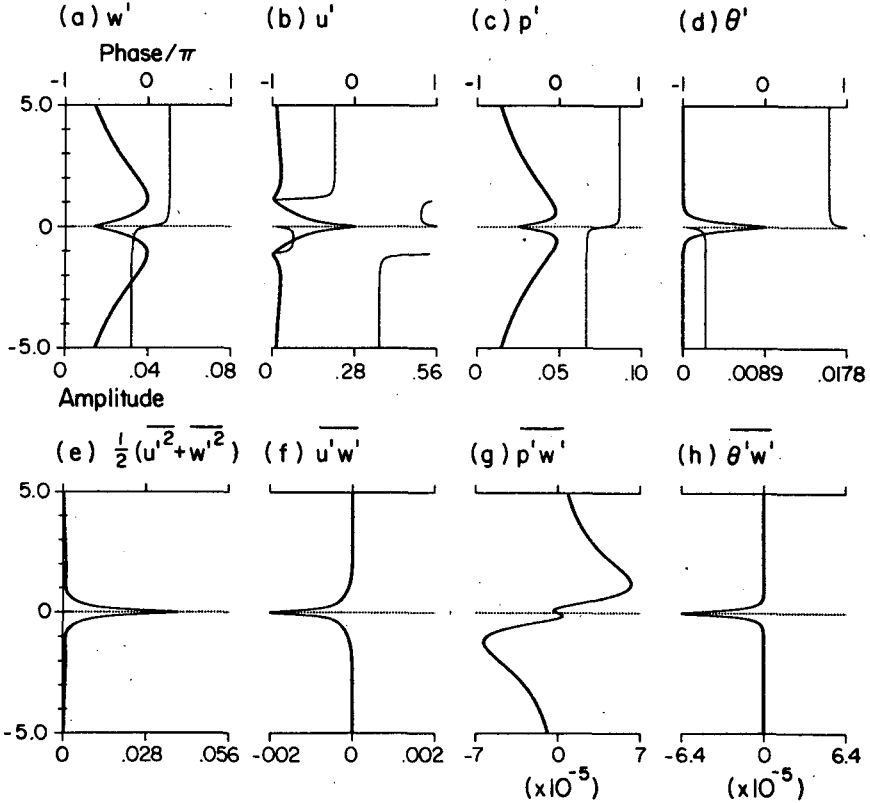 (a) w' (b) u' (c) p' (d) θ'
Phase/π
-1 0 1 -1 0 1 -1 0 1 -1 0 1
5.0
0
-5.0
0 .04 .08 0 .28 .56 0 .05 .10 0 .0089 .0178
Amplitude
(e) ½(u'²+w'²) (f) u'w' (g) p'w' (h) θ'w'
5.0
0
-5.0
0 .028 .056 -.002 0 .002 -7 0 7 -6.4 0 6.4
(x10⁻⁵) (x10⁻⁵)